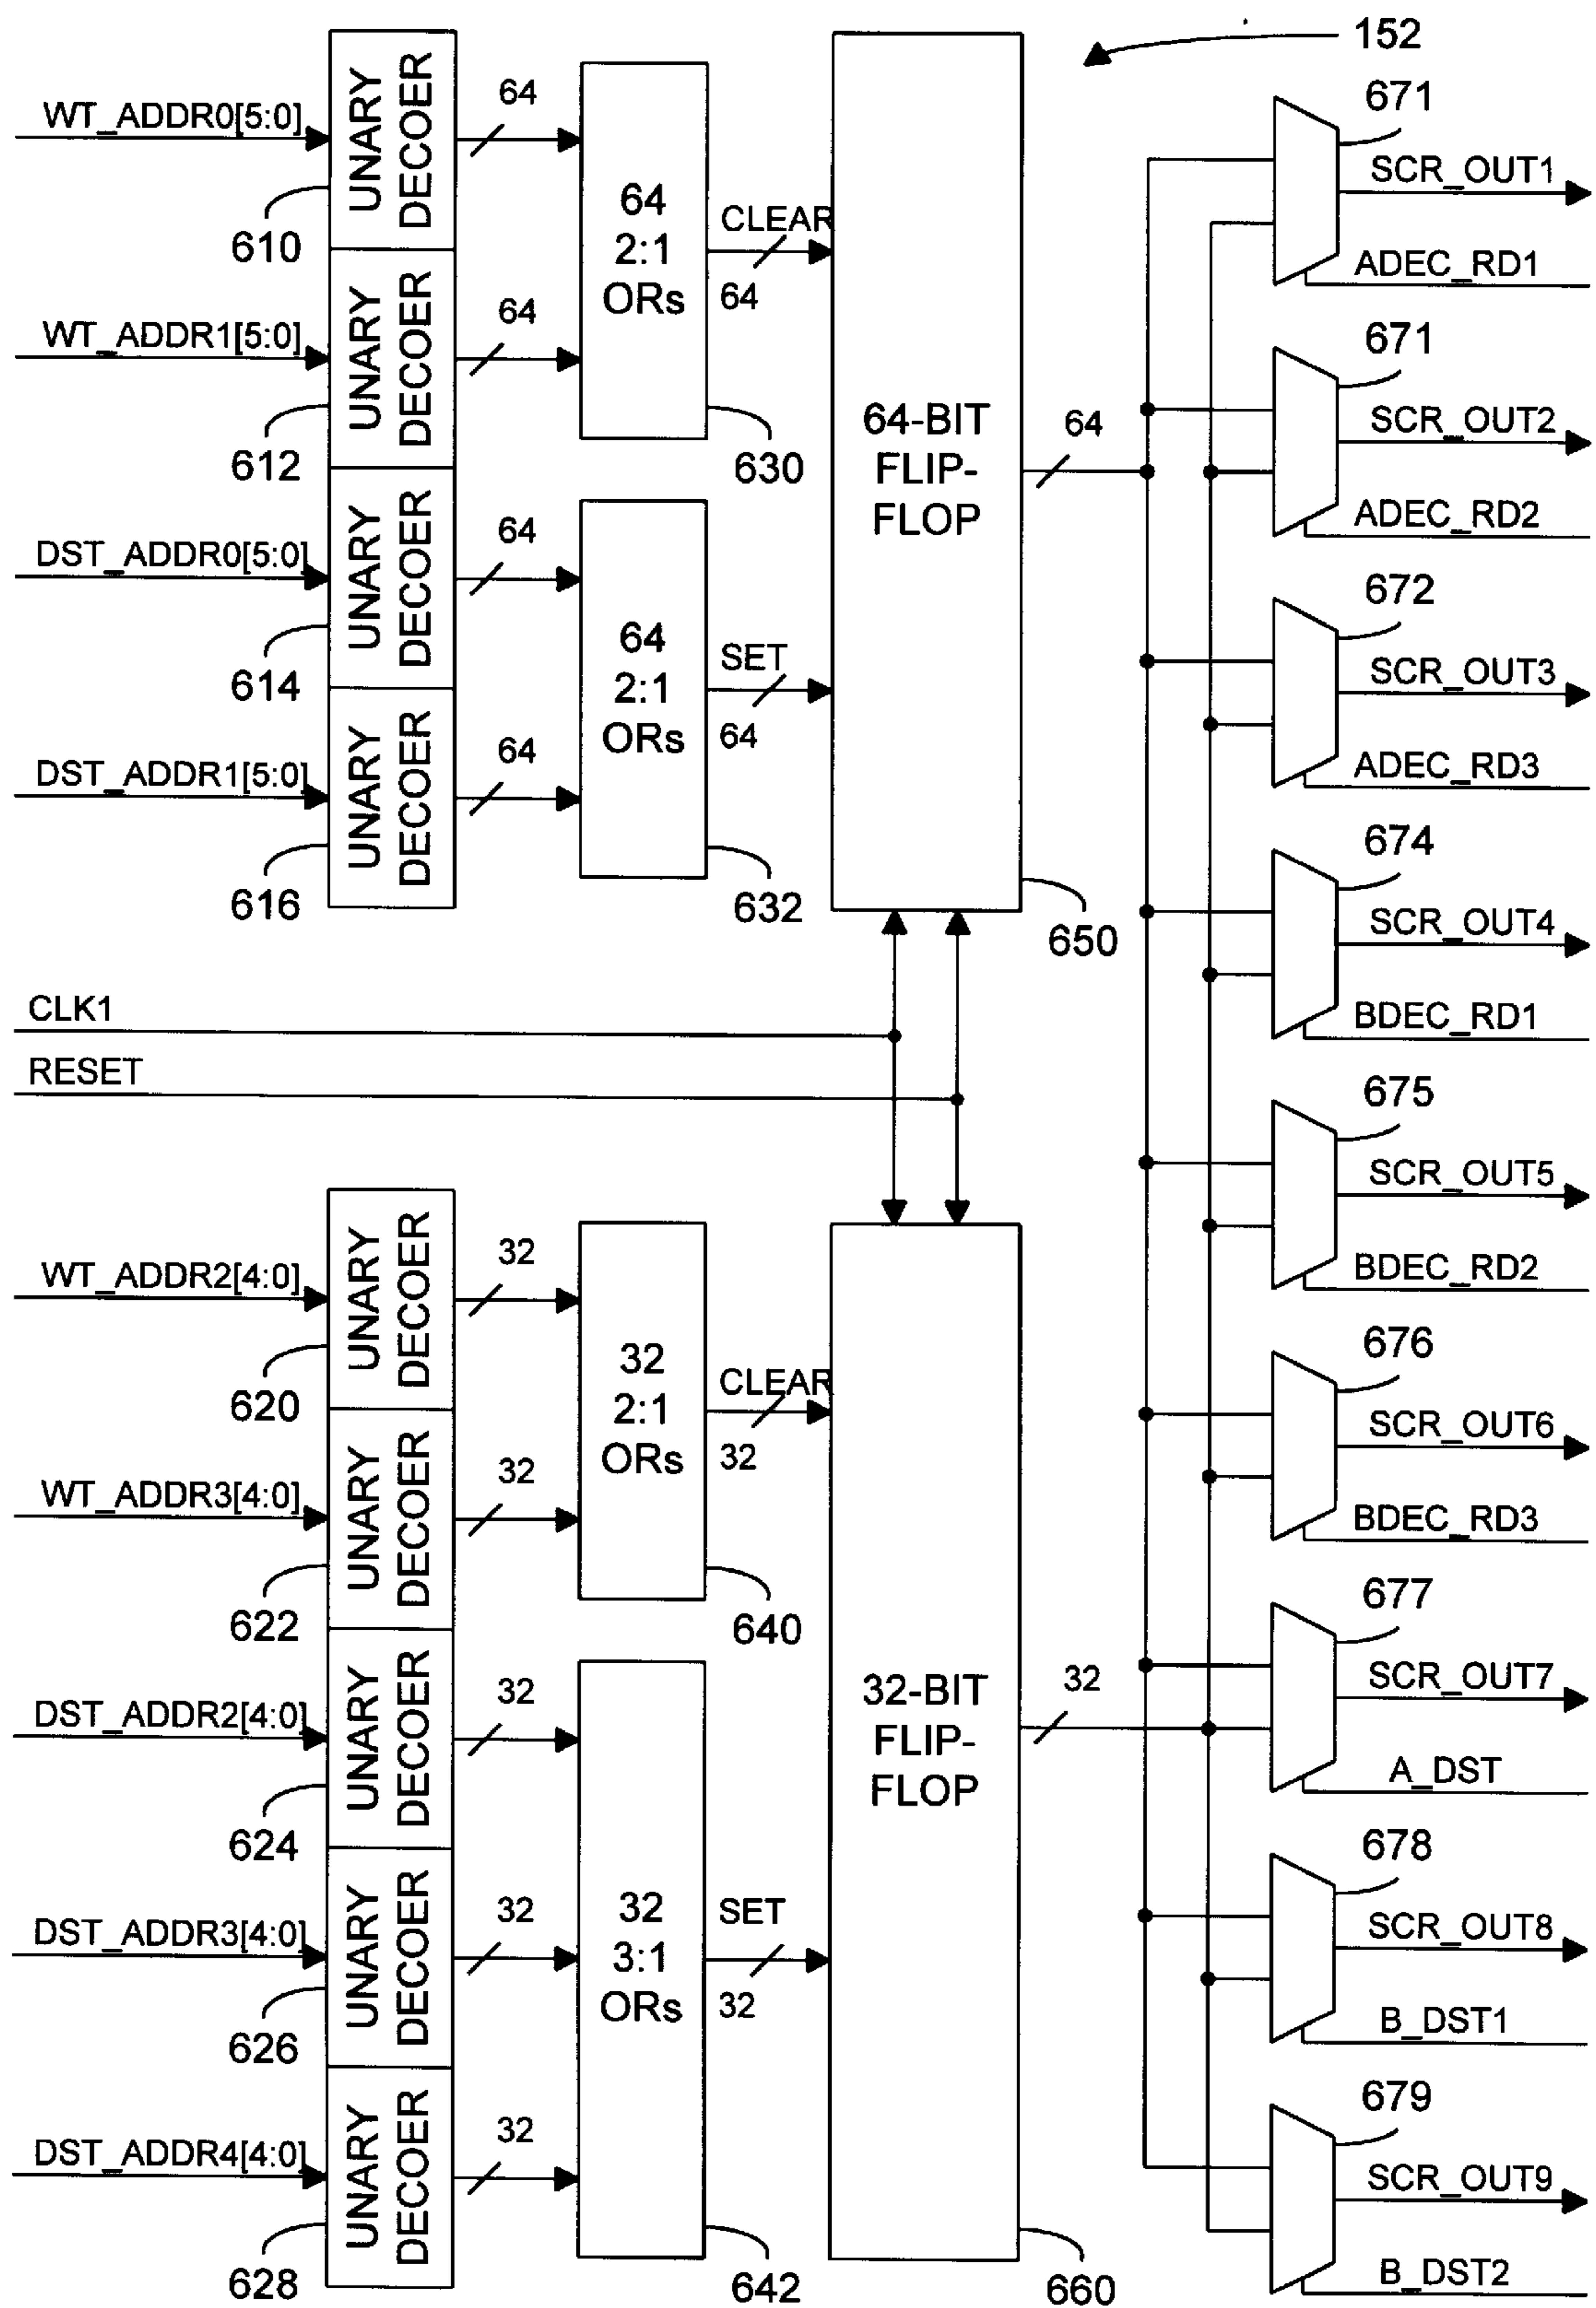 152
WT_ADDR0[5:0]
UNARY
DECOER
64
610
WT_ADDR1[5:0]
UNARY
DECOER
64
612
DST_ADDR0[5:0]
UNARY
DECOER
64
614
DST_ADDR1[5:0]
UNARY
DECOER
64
616
64
2:1
ORs
630
CLEAR
64
64
2:1
ORs
632
SET
64
64-BIT
FLIP-
FLOP
650
64
CLK1
RESET
WT_ADDR2[4:0]
UNARY
DECOER
32
620
WT_ADDR3[4:0]
UNARY
DECOER
32
622
DST_ADDR2[4:0]
UNARY
DECOER
32
624
DST_ADDR3[4:0]
UNARY
DECOER
32
626
DST_ADDR4[4:0]
UNARY
DECOER
32
628
32
2:1
ORs
640
CLEAR
32
32
3:1
ORs
642
SET
32
32-BIT
FLIP-
FLOP
660
32
671
SCR_OUT1
ADEC_RD1
671
SCR_OUT2
ADEC_RD2
672
SCR_OUT3
ADEC_RD3
674
SCR_OUT4
BDEC_RD1
675
SCR_OUT5
BDEC_RD2
676
SCR_OUT6
BDEC_RD3
677
SCR_OUT7
A_DST
678
SCR_OUT8
B_DST1
679
SCR_OUT9
B_DST2